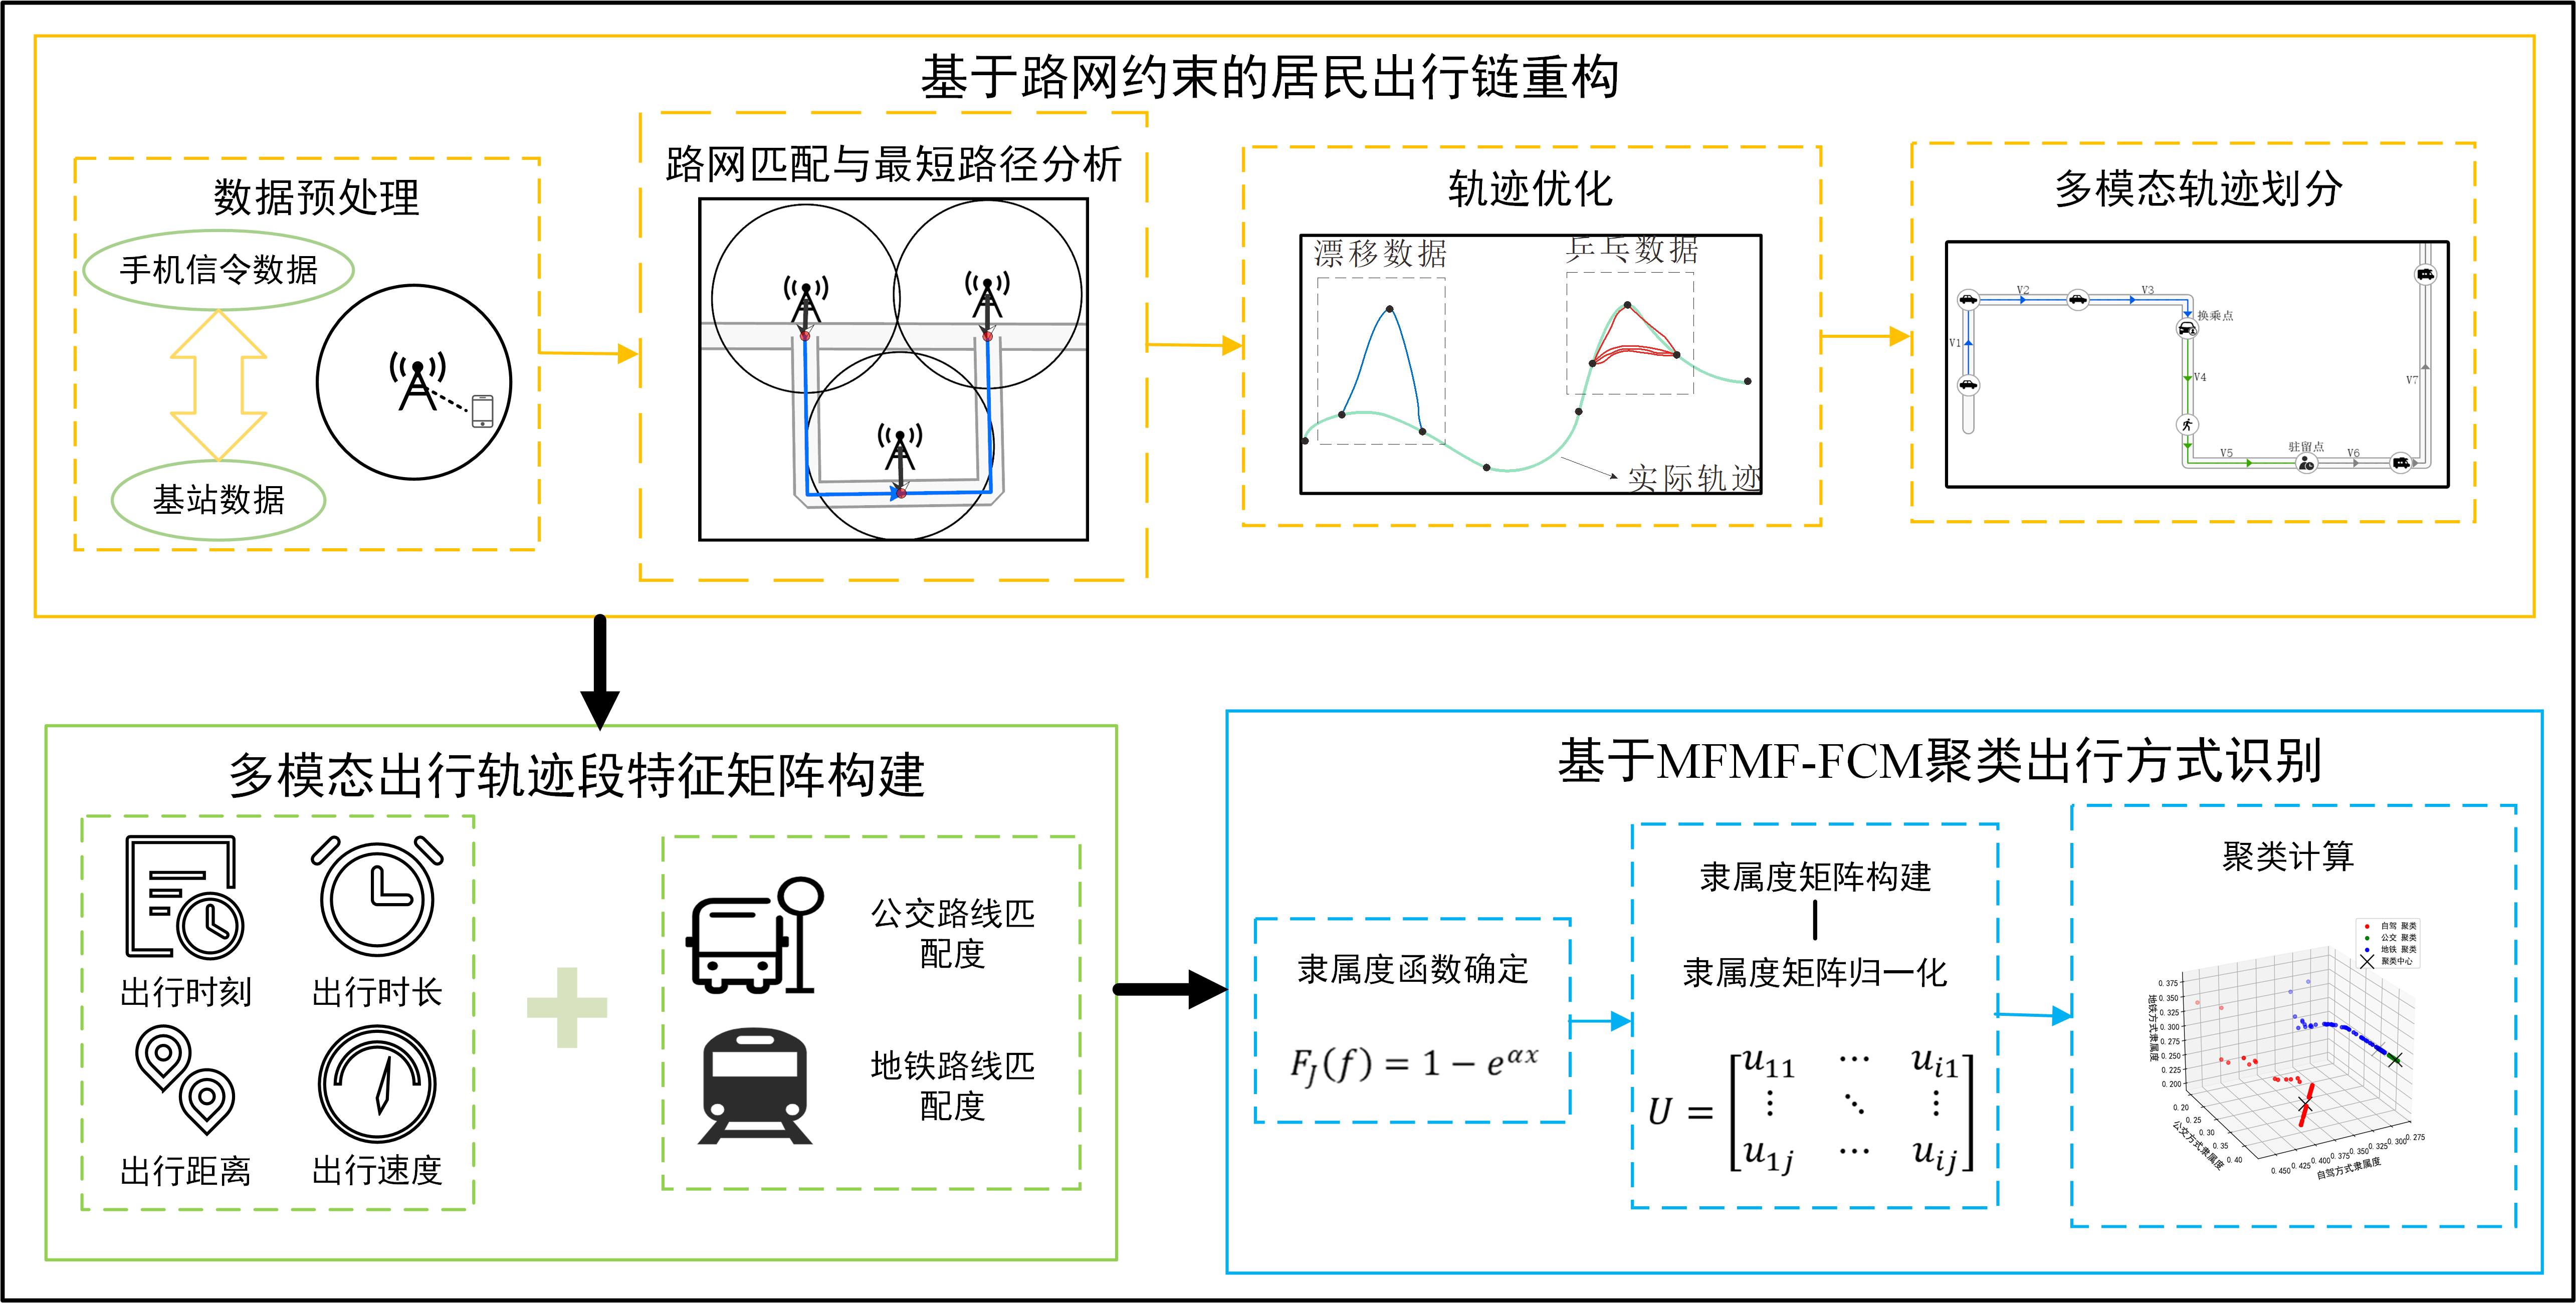 基于路网约束的居民出行链重构
数据预处理
手机信令数据
基站数据
路网匹配与最短路径分析
轨迹优化
漂移数据
乒乓数据
实际轨迹
多模态轨迹划分
V1
V2
V3
换乘点
V4
V5
驻留点
V6
V7
多模态出行轨迹段特征矩阵构建
出行时刻
出行时长
出行距离
出行速度
公交路线匹
配度
地铁路线匹
配度
基于MFMF-FCM聚类出行方式识别
隶属度函数确定
F_J(f) = 1 − e^{αx}
隶属度矩阵构建
隶属度矩阵归一化
u₁₁ ⋯ u_{i1}
U = ⋮ ⋱ ⋮
u_{1j} ⋯ u_{ij}
聚类计算
自驾 聚类
公交 聚类
地铁 聚类
聚类中心
地铁方式隶属度
0.375
0.350
0.325
0.300
0.275
0.250
0.225
0.200
公交方式隶属度
0.20
0.25
0.30
0.35
0.40
0.450 0.425 0.400 0.375 0.350 0.325 0.300 0.275
自驾方式隶属度